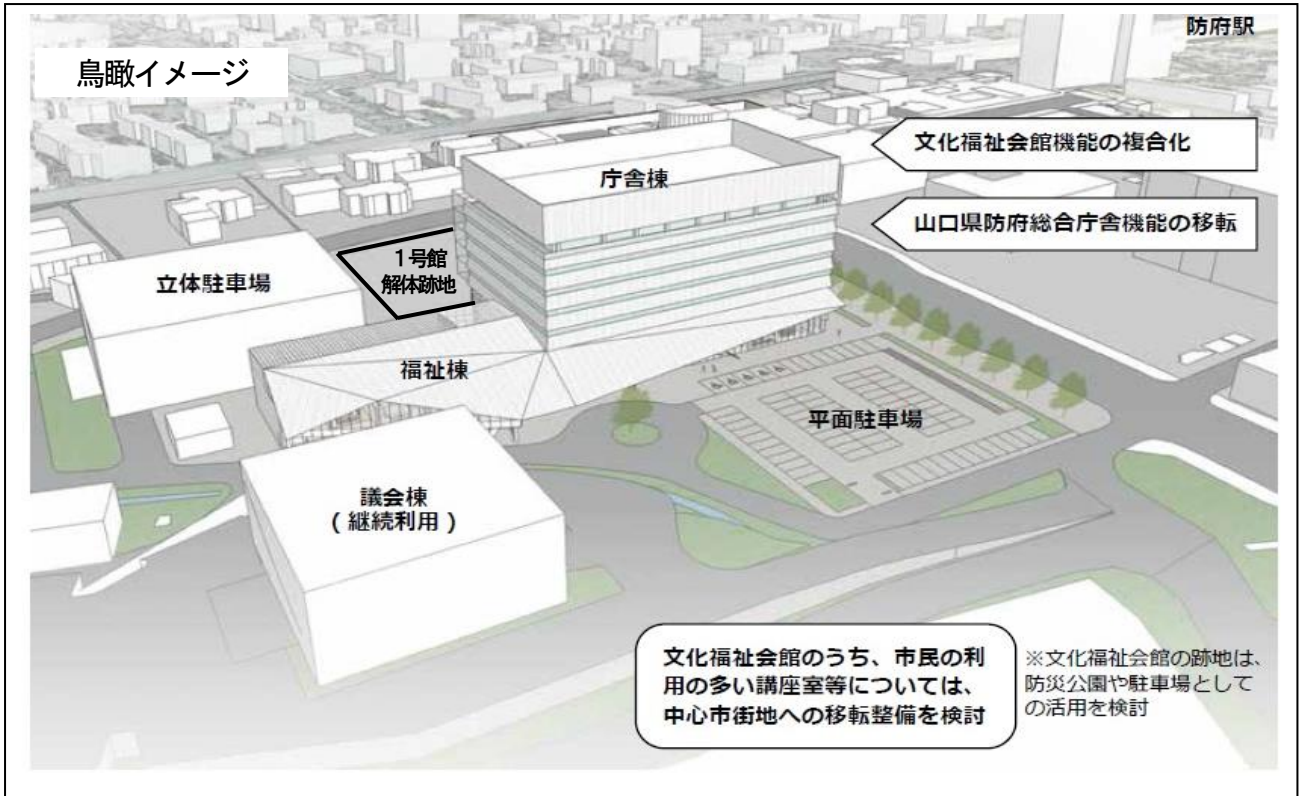 防府駅
鳥瞰イメージ
文化福祉会館機能の複合化
庁舎棟
山口県防府総合庁舎機能の移転
1号館
解体跡地
立体駐車場
福祉棟
平面駐車場
議会棟
(継続利用)
文化福祉会館のうち、市民の利
用の多い講座室等については、
中心市街地への移転整備を検討
※文化福祉会館の跡地は、
防災公園や駐車場として
の活用を検討